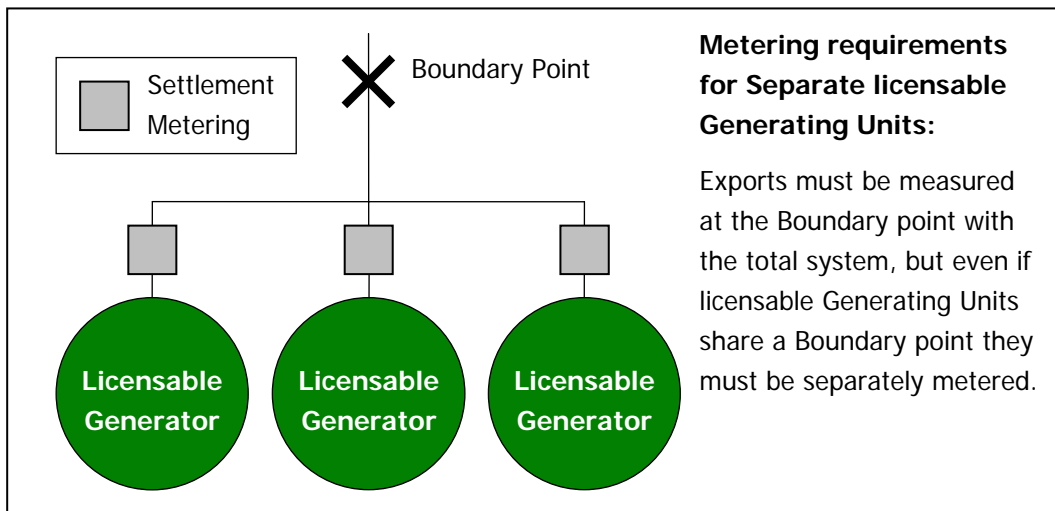 Settlement
Metering
Boundary Point
Metering requirements
for Separate licensable
Generating Units:
Exports must be measured
at the Boundary point with
the total system, but even if
licensable Generating Units
share a Boundary point they
must be separately metered.
Licensable
Generator
Licensable
Generator
Licensable
Generator